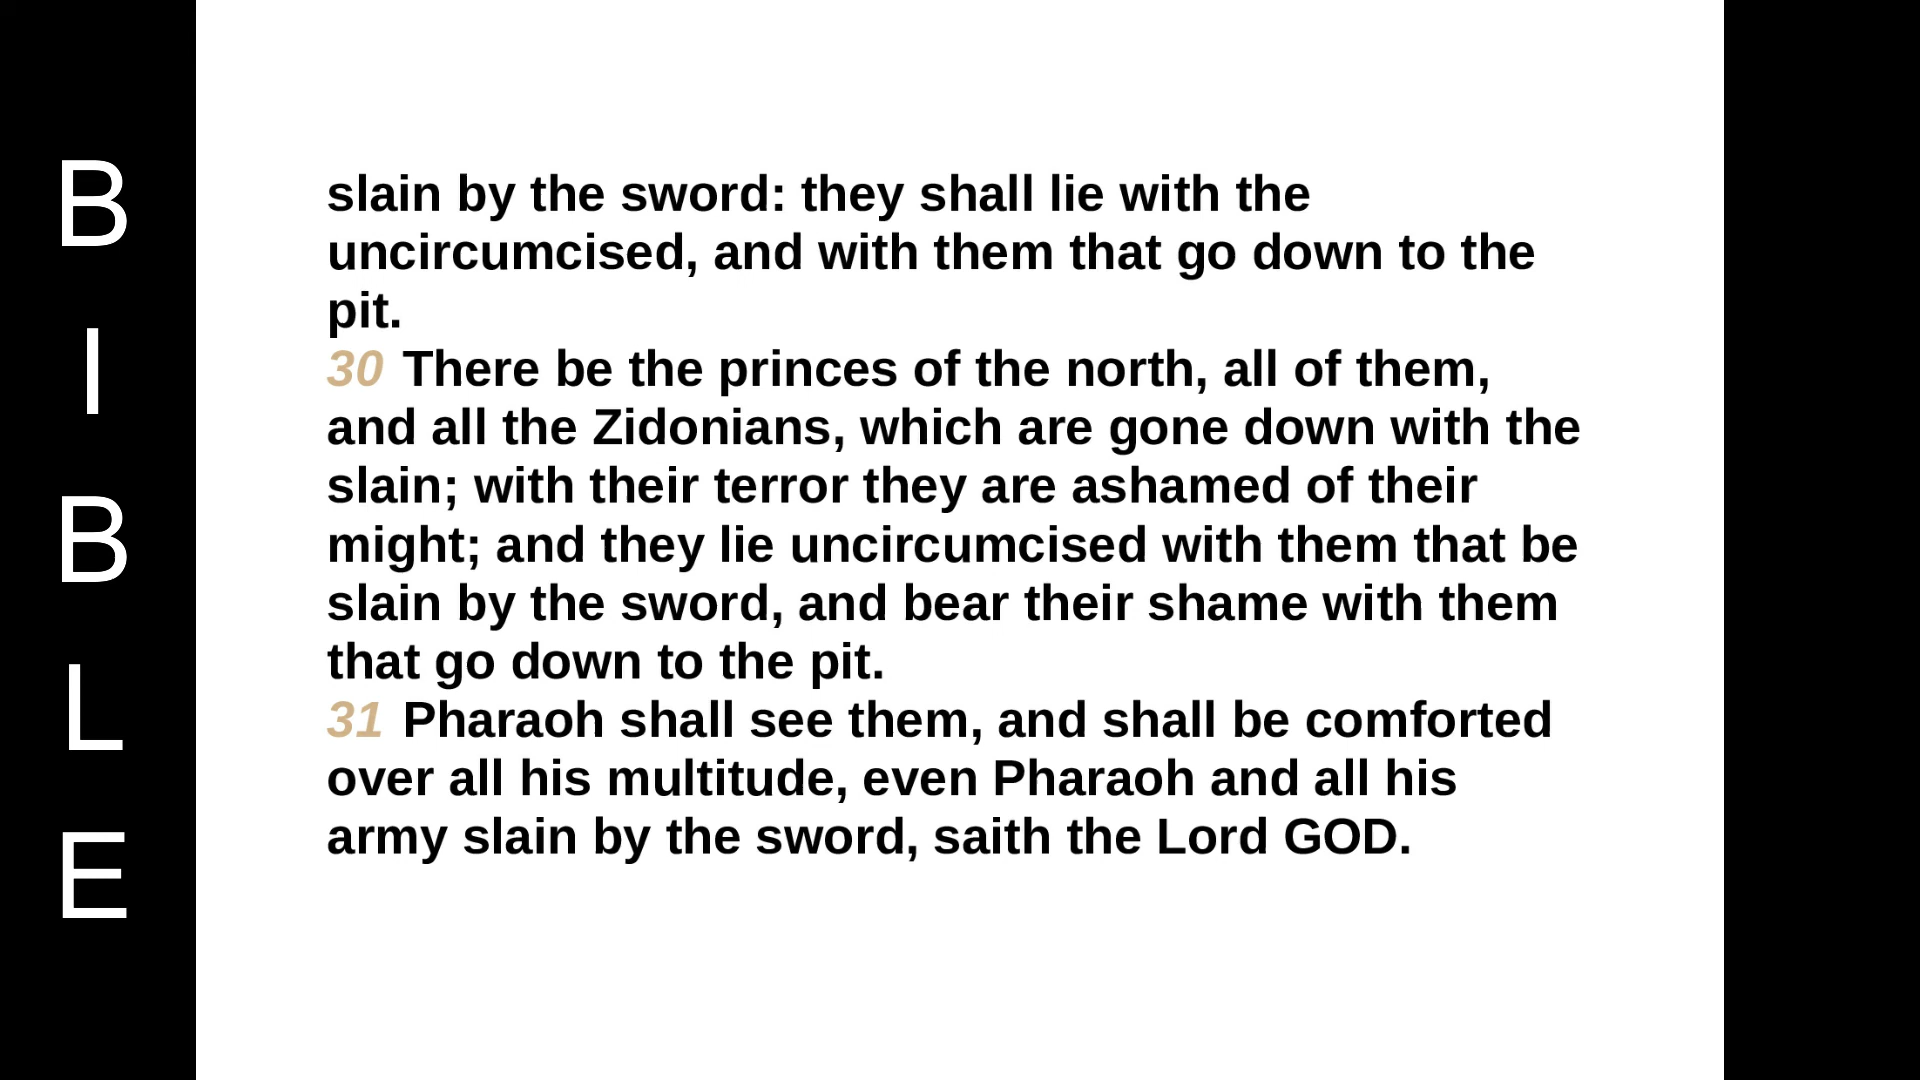 BIBLE
slain by the sword: they shall lie with the
uncircumcised, and with them that go down to the
pit.
30 There be the princes of the north, all of them,
and all the Zidonians, which are gone down with the
slain; with their terror they are ashamed of their
might; and they lie uncircumcised with them that be
slain by the sword, and bear their shame with them
that go down to the pit.
31 Pharaoh shall see them, and shall be comforted
over all his multitude, even Pharaoh and all his
army slain by the sword, saith the Lord GOD.